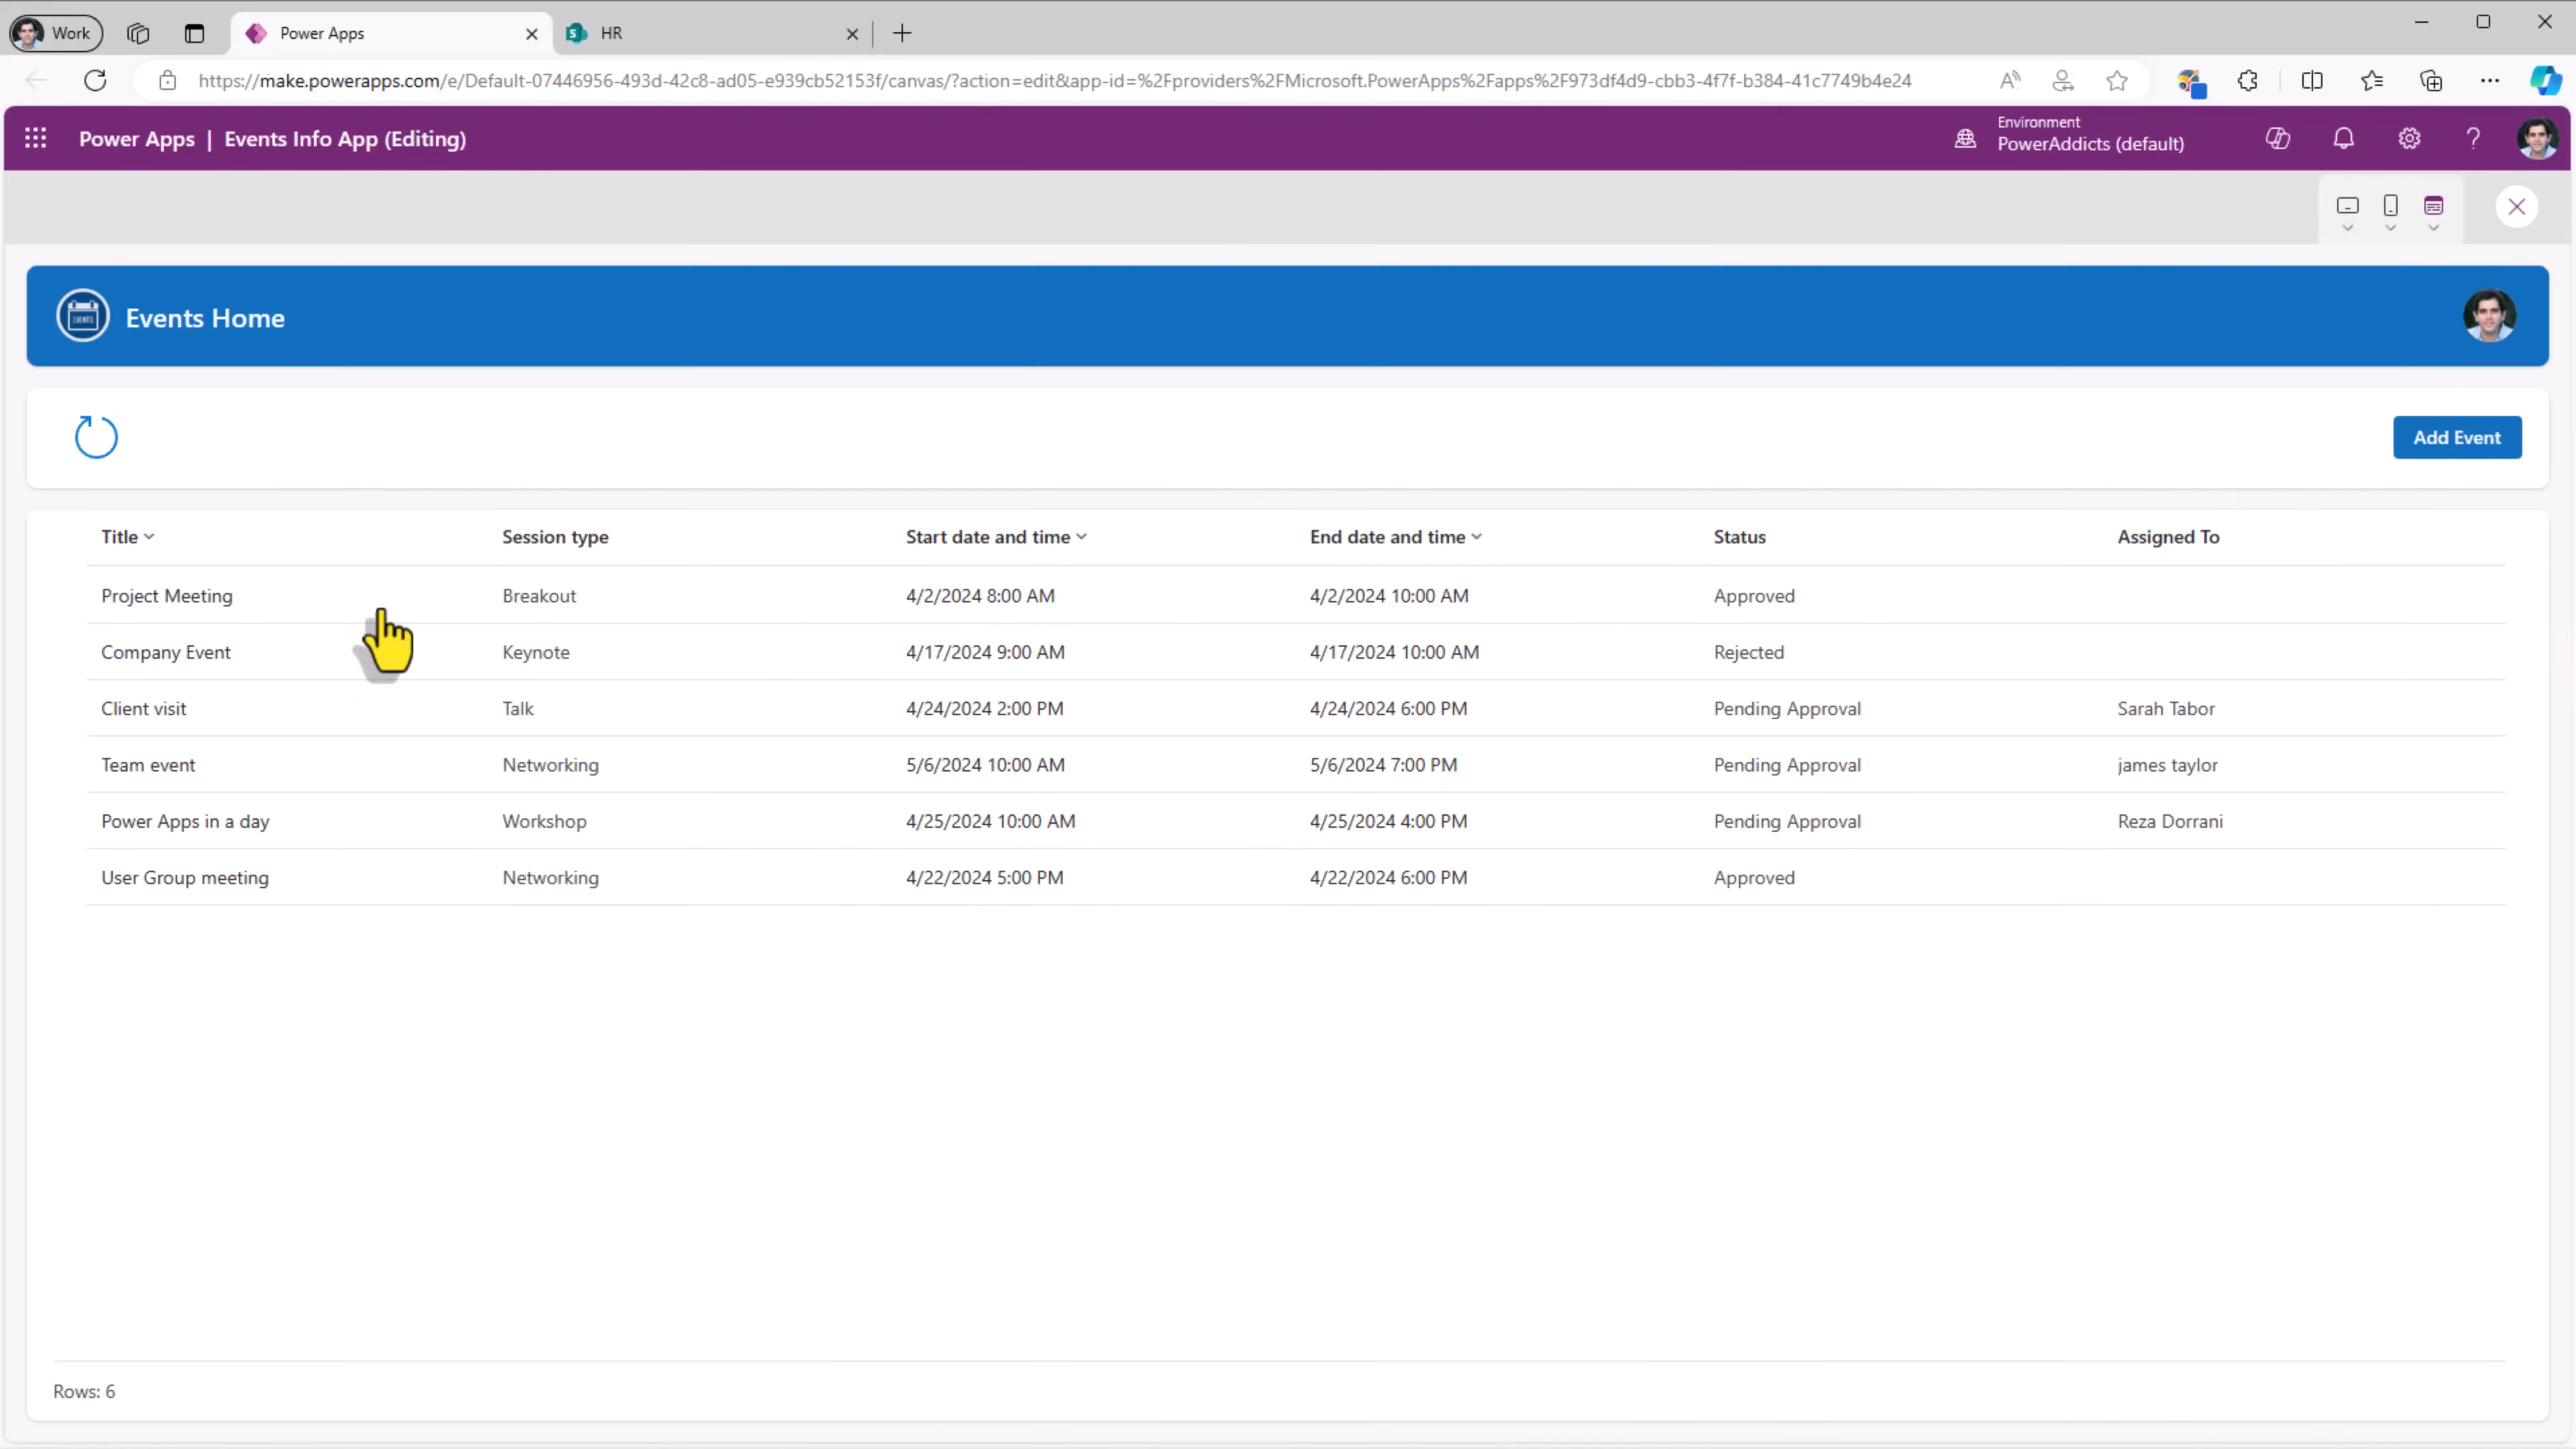 Work
Power Apps
HR
https://make.powerapps.com/e/Default-07446956-493d-42c8-ad05-e939cb52153f/canvas/?action=edit&app-id=%2Fproviders%2FMicrosoft.PowerApps%2Fapps%2F973df4d9-cbb3-4f7f-b384-41c7749b4e24
Power Apps | Events Info App (Editing)
Environment
PowerAddicts (default)
EVENTS
Events Home
Add Event
Title Session type Start date and time End date and time Status Assigned To
Project Meeting Breakout 4/2/2024 8:00 AM 4/2/2024 10:00 AM Approved
Company Event Keynote 4/17/2024 9:00 AM 4/17/2024 10:00 AM Rejected
Client visit Talk 4/24/2024 2:00 PM 4/24/2024 6:00 PM Pending Approval Sarah Tabor
Team event Networking 5/6/2024 10:00 AM 5/6/2024 7:00 PM Pending Approval james taylor
Power Apps in a day Workshop 4/25/2024 10:00 AM 4/25/2024 4:00 PM Pending Approval Reza Dorrani
User Group meeting Networking 4/22/2024 5:00 PM 4/22/2024 6:00 PM Approved
Rows: 6